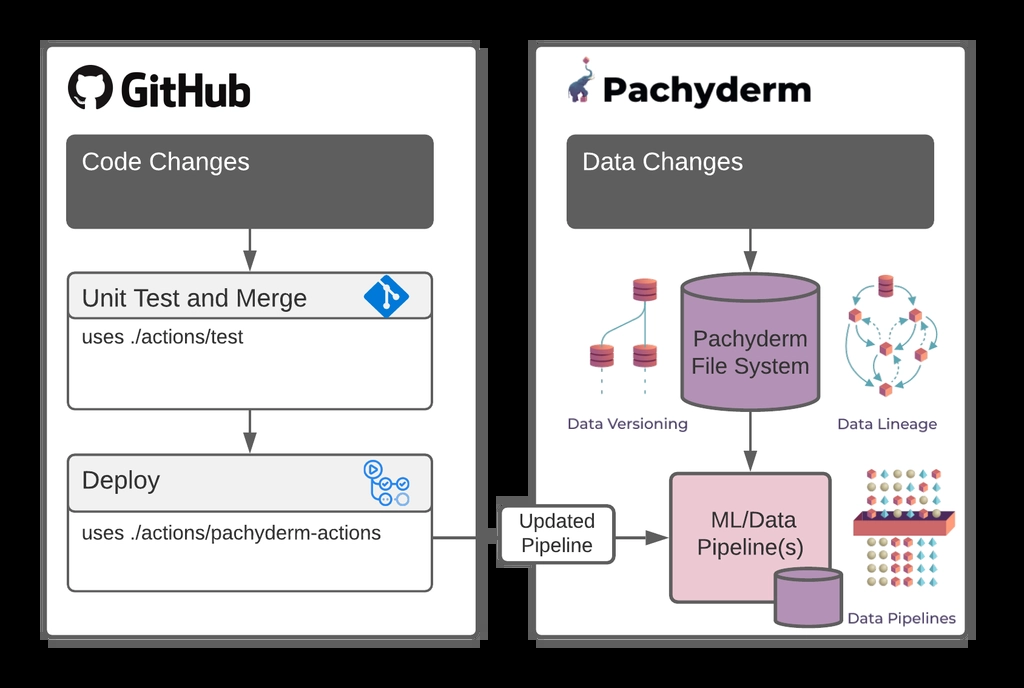 GitHub
Code Changes
Unit Test and Merge
uses ./actions/test
Deploy
uses ./actions/pachyderm-actions
Updated
Pipeline
Pachyderm
Data Changes
Pachyderm
File System
Data Versioning
Data Lineage
ML/Data
Pipeline(s)
Data Pipelines